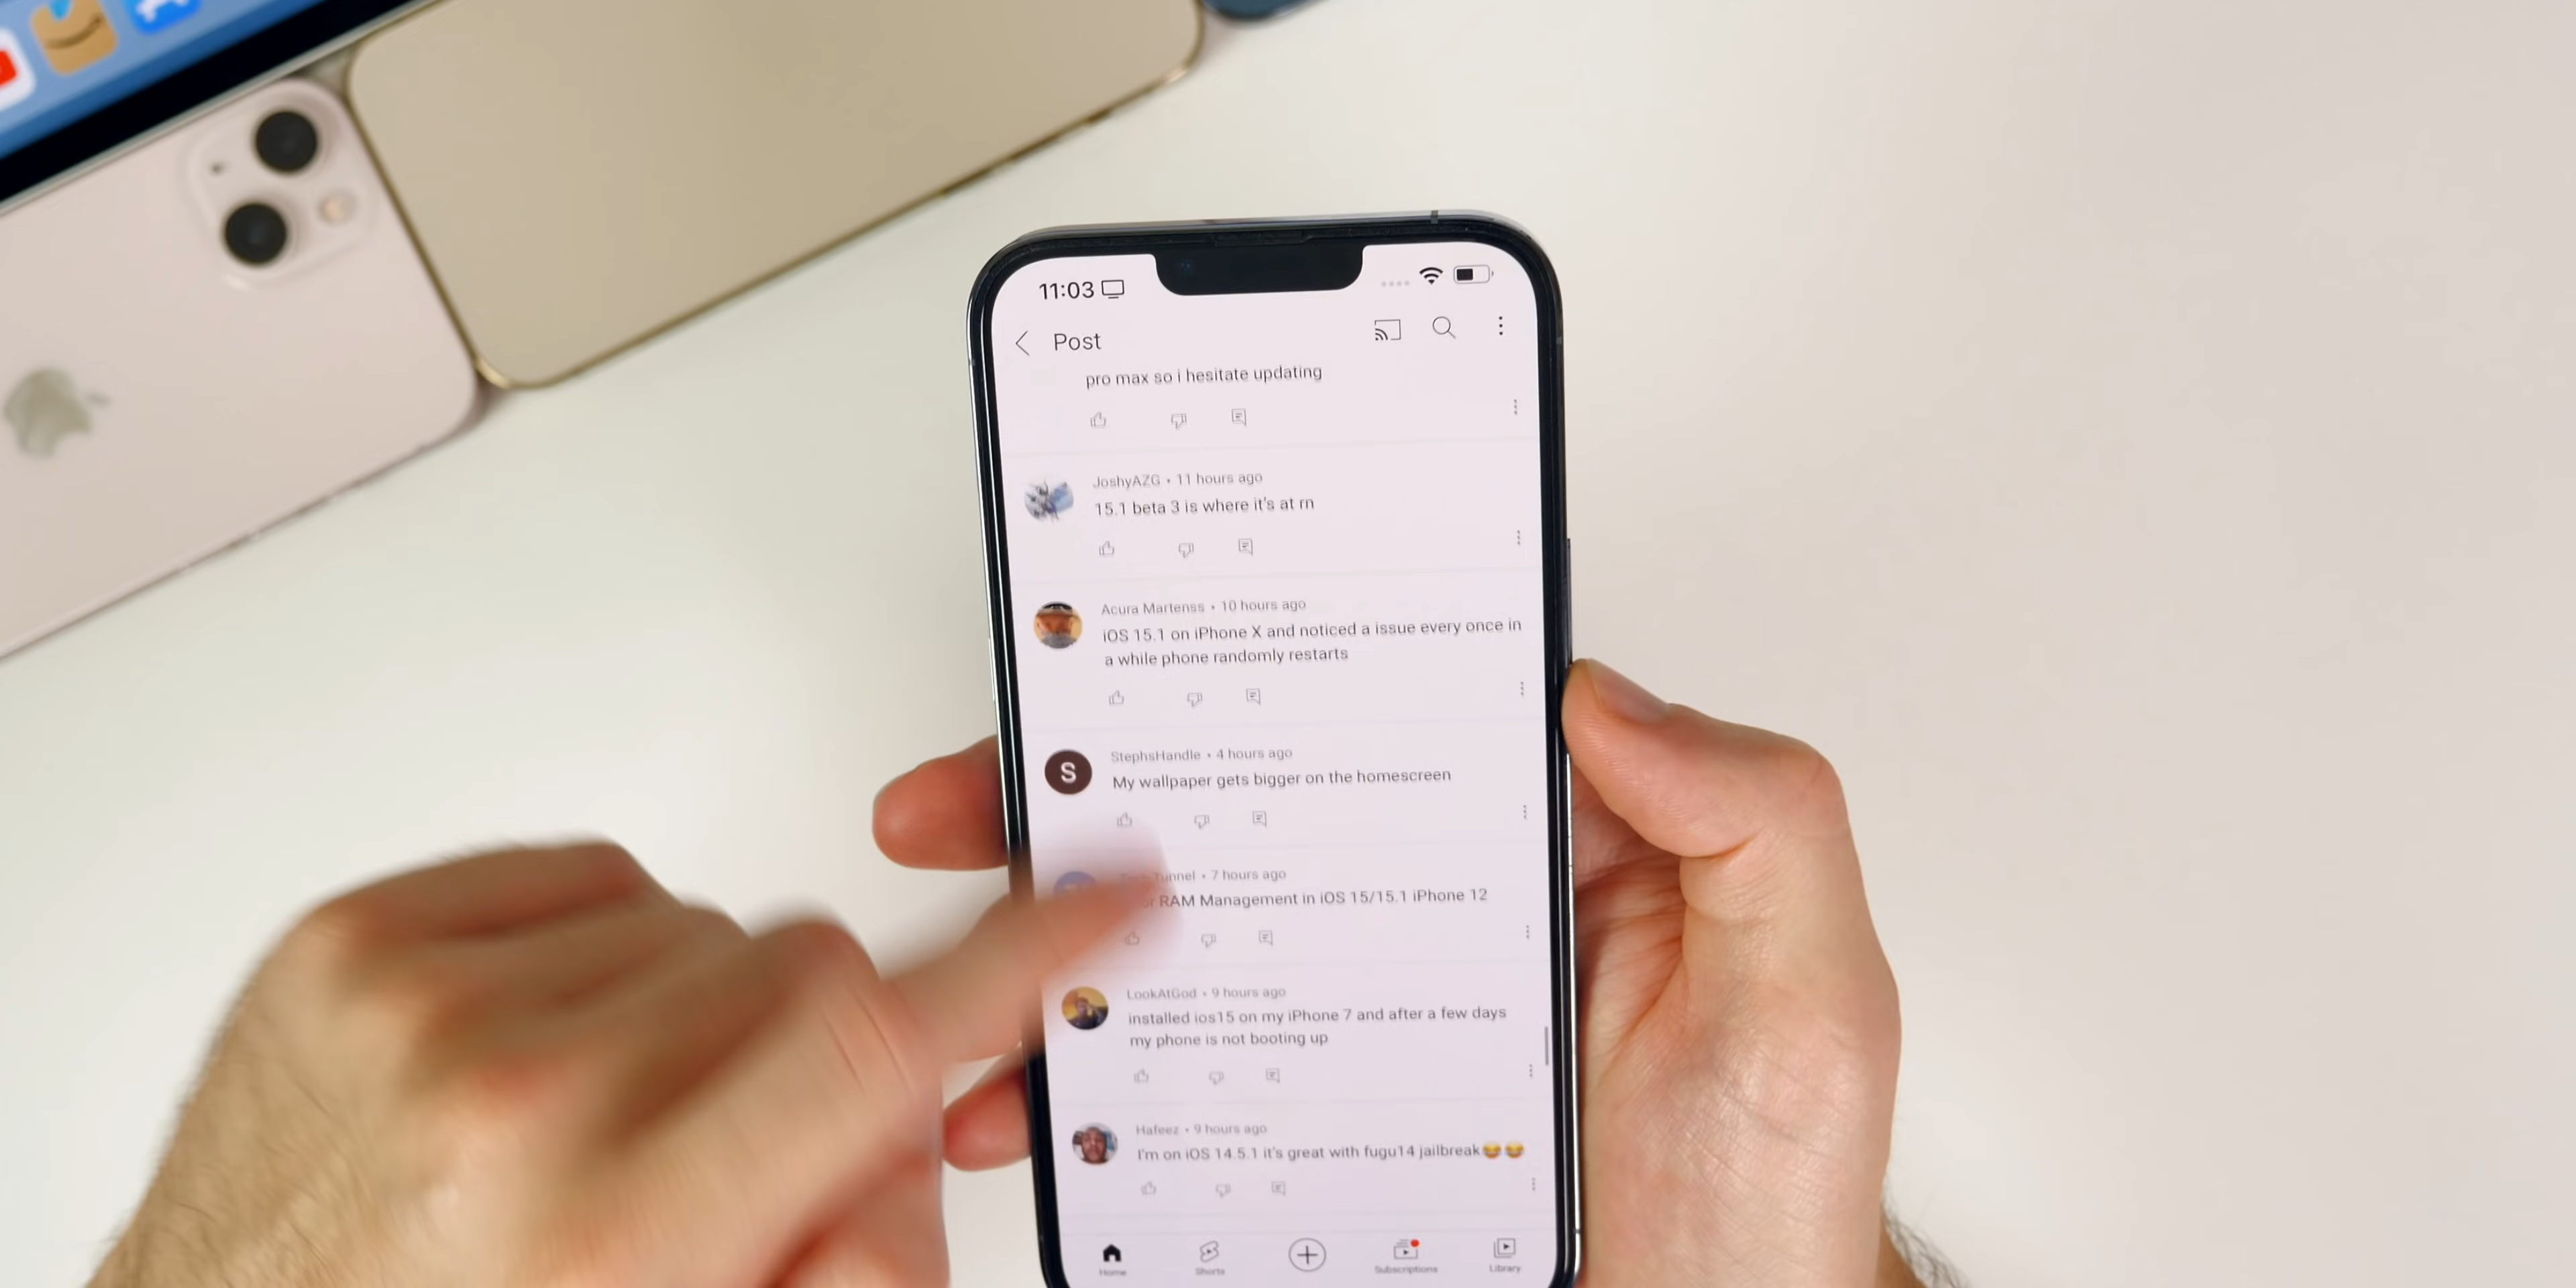 11:03
Post
pro max so i hesitate updating
JoshyAZG • 11 hours ago
15.1 beta 3 is where it's at rn
Acura Martenss • 10 hours ago
iOS 15.1 on iPhone X and noticed a issue every once in
a while phone randomly restarts
S
StephsHandle • 4 hours ago
My wallpaper gets bigger on the homescreen
Tunnel • 7 hours ago
RAM Management in iOS 15/15.1 iPhone 12
LookAtGod • 9 hours ago
installed ios15 on my iPhone 7 and after a few days
my phone is not booting up
Hafeez • 9 hours ago
I'm on iOS 14.5.1 it's great with fugu14 jailbreak😂😂
Home Shorts Subscriptions Library